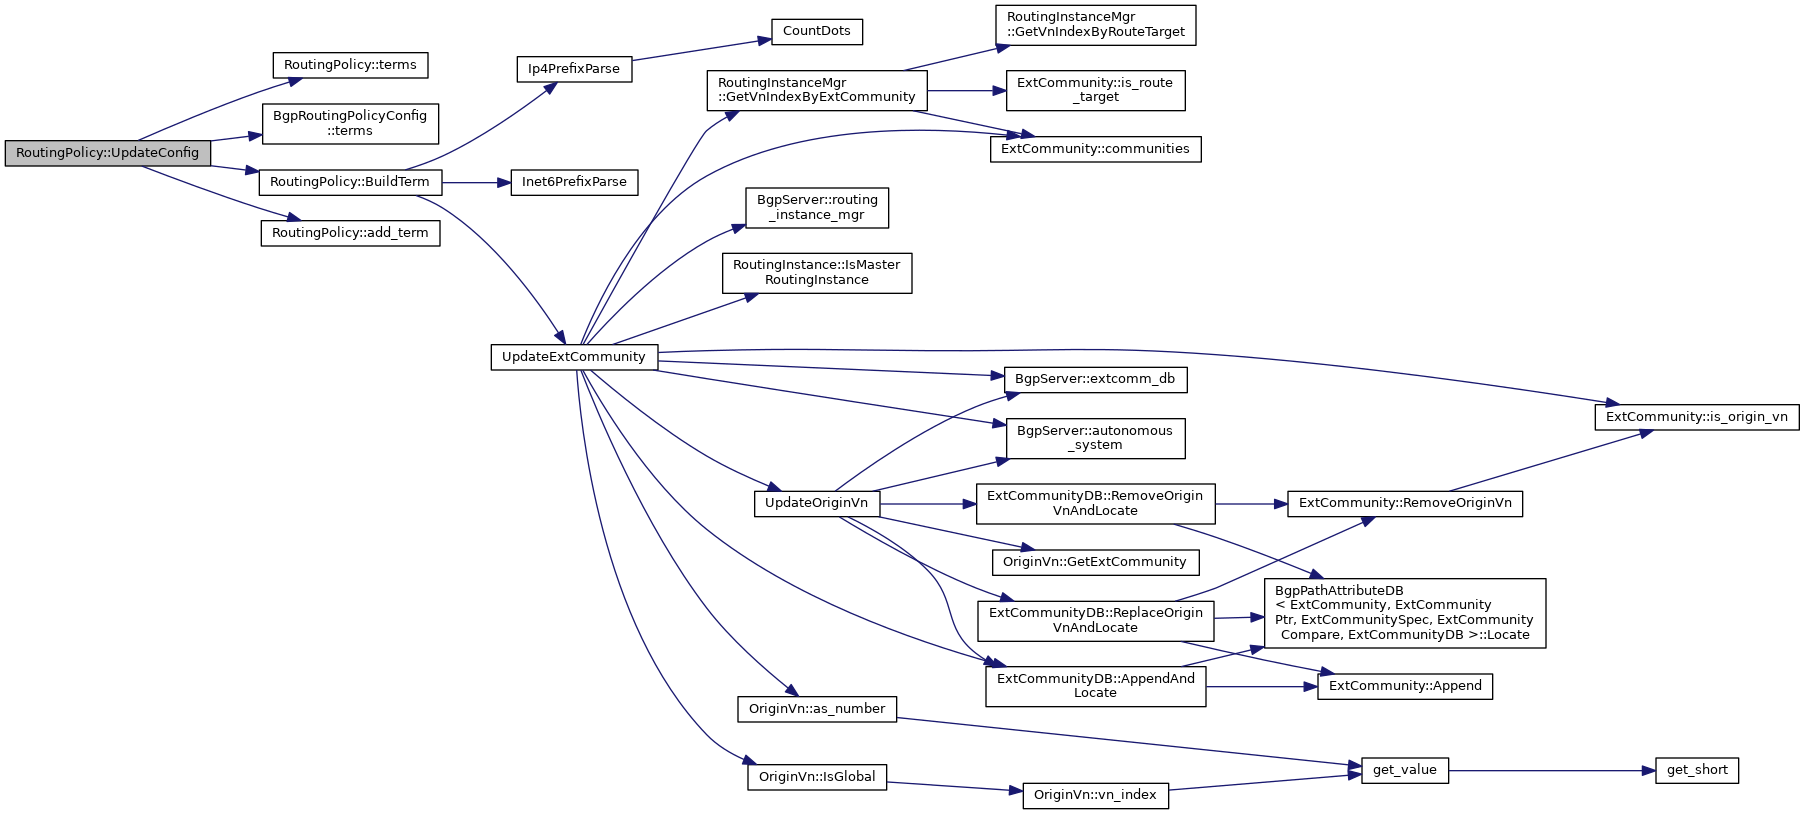 RoutingPolicy::UpdateConfig
RoutingPolicy::terms
BgpRoutingPolicyConfig
::terms
RoutingPolicy::BuildTerm
RoutingPolicy::add_term
Ip4PrefixParse
Inet6PrefixParse
UpdateExtCommunity
CountDots
RoutingInstanceMgr
::GetVnIndexByExtCommunity
BgpServer::routing
_instance_mgr
RoutingInstance::IsMaster
RoutingInstance
UpdateOriginVn
OriginVn::as_number
OriginVn::IsGlobal
RoutingInstanceMgr
::GetVnIndexByRouteTarget
ExtCommunity::is_route
_target
ExtCommunity::communities
BgpServer::extcomm_db
BgpServer::autonomous
_system
ExtCommunityDB::RemoveOrigin
VnAndLocate
OriginVn::GetExtCommunity
ExtCommunityDB::ReplaceOrigin
VnAndLocate
ExtCommunityDB::AppendAnd
Locate
OriginVn::vn_index
ExtCommunity::RemoveOriginVn
BgpPathAttributeDB
< ExtCommunity, ExtCommunity
Ptr, ExtCommunitySpec, ExtCommunity
Compare, ExtCommunityDB >::Locate
ExtCommunity::Append
get_value
ExtCommunity::is_origin_vn
get_short